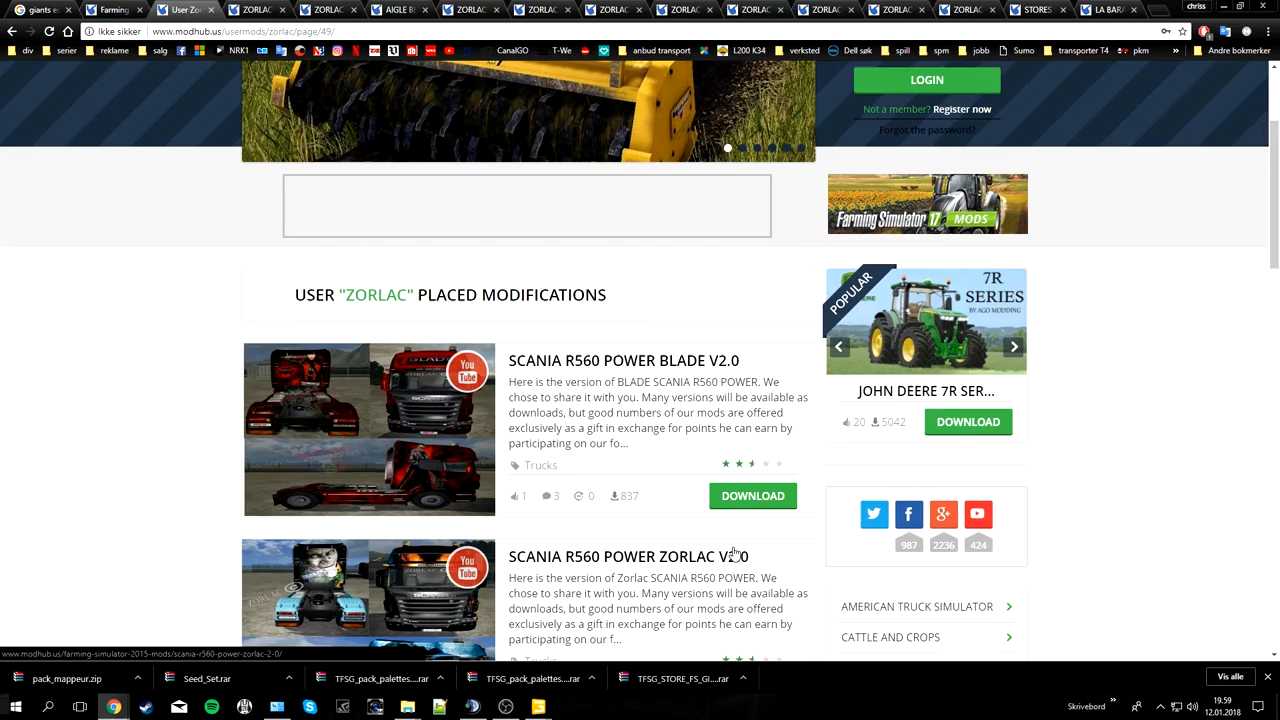 giants e
Farming
User Zo
ZORLAC
ZORLAC
AIGLE B
ZORLAC
ZORLAC
ZORLAC
ZORLAC
ZORLAC
ZORLAC
ZORLAC
ZORLAC
STORES
LA BARA
chriss
Ikke sikker
www.modhub.us/usermods/zorlac/page/49/
div
serier
reklame
salg
NRK1
CanalGO
T-We
anbud transport
L200 K34
verksted
Dell søk
spill
spm
jobb
Sumo
transporter T4
pkm
»
Andre bokmerker
LOGIN
Not a member? Register now
Forgot the password?
Farming Simulator 17 MODS
USER "ZORLAC" PLACED MODIFICATIONS
SCANIA R560 POWER BLADE V2.0
Here is the version of BLADE SCANIA R560 POWER. We
chose to share it with you. Many versions will be available as
downloads, but good numbers of our mods are offered
exclusively as a gift in exchange for points he can earn by
participating on our fo...
Trucks
1 3 0 837
DOWNLOAD
You
Tube
SCANIA R560 POWER ZORLAC V2.0
Here is the version of Zorlac SCANIA R560 POWER. We
chose to share it with you. Many versions will be available as
downloads, but good numbers of our mods are offered
exclusively as a gift in exchange for points he can earn by
participating on our f...
Trucks
You
Tube
POPULAR
7R
SERIES
BY AGO MODDING
JOHN DEERE 7R SER...
20 5042
DOWNLOAD
987 2236 424
AMERICAN TRUCK SIMULATOR
CATTLE AND CROPS
www.modhub.us/farming-simulator-2015-mods/scania-r560-power-zorlac-2-0/
pack_mappeur.zip
Seed_Set.rar
TFSG_pack_palettes....rar
TFSG_pack_palettes....rar
TFSG_STORE_FS_GI....rar
Vis alle
Skrivebord
19.59
12.01.2018